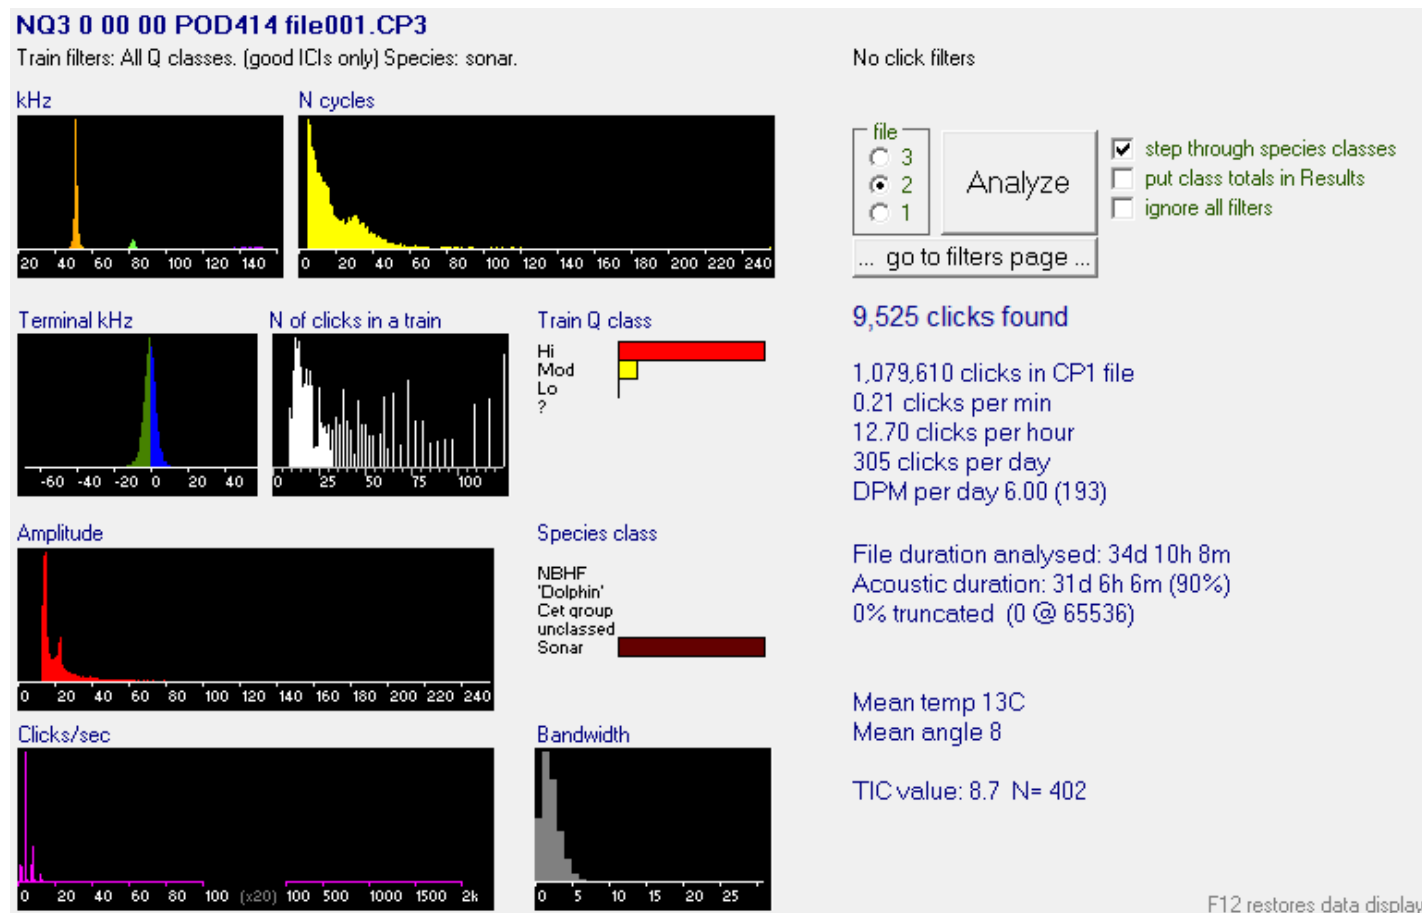 NQ3 0 00 00 POD414 file001.CP3
Train filters: All Q classes. (good ICIs only) Species: sonar.
No click filters
kHz
N cycles
20 40 60 80 100 120 140
0 20 40 60 80 100 120 140 160 180 200 220 240
file
3
2
1
Analyze
step through species classes
put class totals in Results
ignore all filters
... go to filters page ...
Terminal kHz
N of clicks in a train
Train Q class
-60 -40 -20 0 20 40
0 25 50 75 100
Hi
Mod
Lo
?
9,525 clicks found
1,079,610 clicks in CP1 file
0.21 clicks per min
12.70 clicks per hour
305 clicks per day
DPM per day 6.00 (193)
Amplitude
0 20 40 60 80 100 120 140 160 180 200 220 240
Species class
NBHF
'Dolphin'
Cet group
unclassed
Sonar
File duration analysed: 34d 10h 8m
Acoustic duration: 31d 6h 6m (90%)
0% truncated (0 @ 65536)
Mean temp 13C
Mean angle 8
TIC value: 8.7 N= 402
Clicks/sec
0 20 40 60 80 100 (x20) 100 500 1000 1500 2k
Bandwidth
0 5 10 15 20 25
F12 restores data display